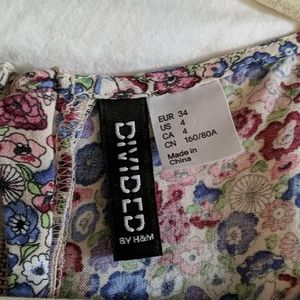 DIVIDED
BY H&M
EUR 34
US 4
CA 4
CN 160/80A
Made in
China